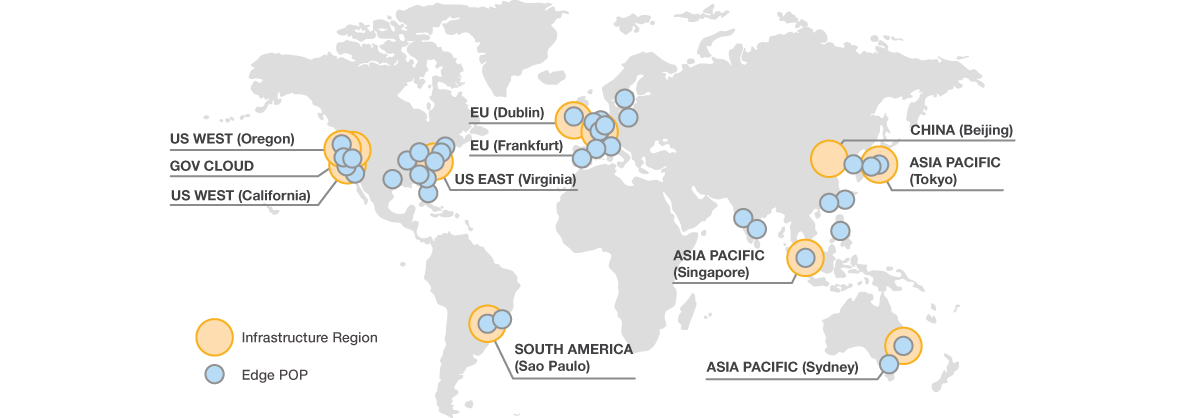 US WEST (Oregon)
GOV CLOUD
US WEST (California)
US EAST (Virginia)
EU (Dublin)
EU (Frankfurt)
CHINA (Beijing)
ASIA PACIFIC
(Tokyo)
ASIA PACIFIC
(Singapore)
SOUTH AMERICA
(Sao Paulo)
ASIA PACIFIC (Sydney)
Infrastructure Region
Edge POP